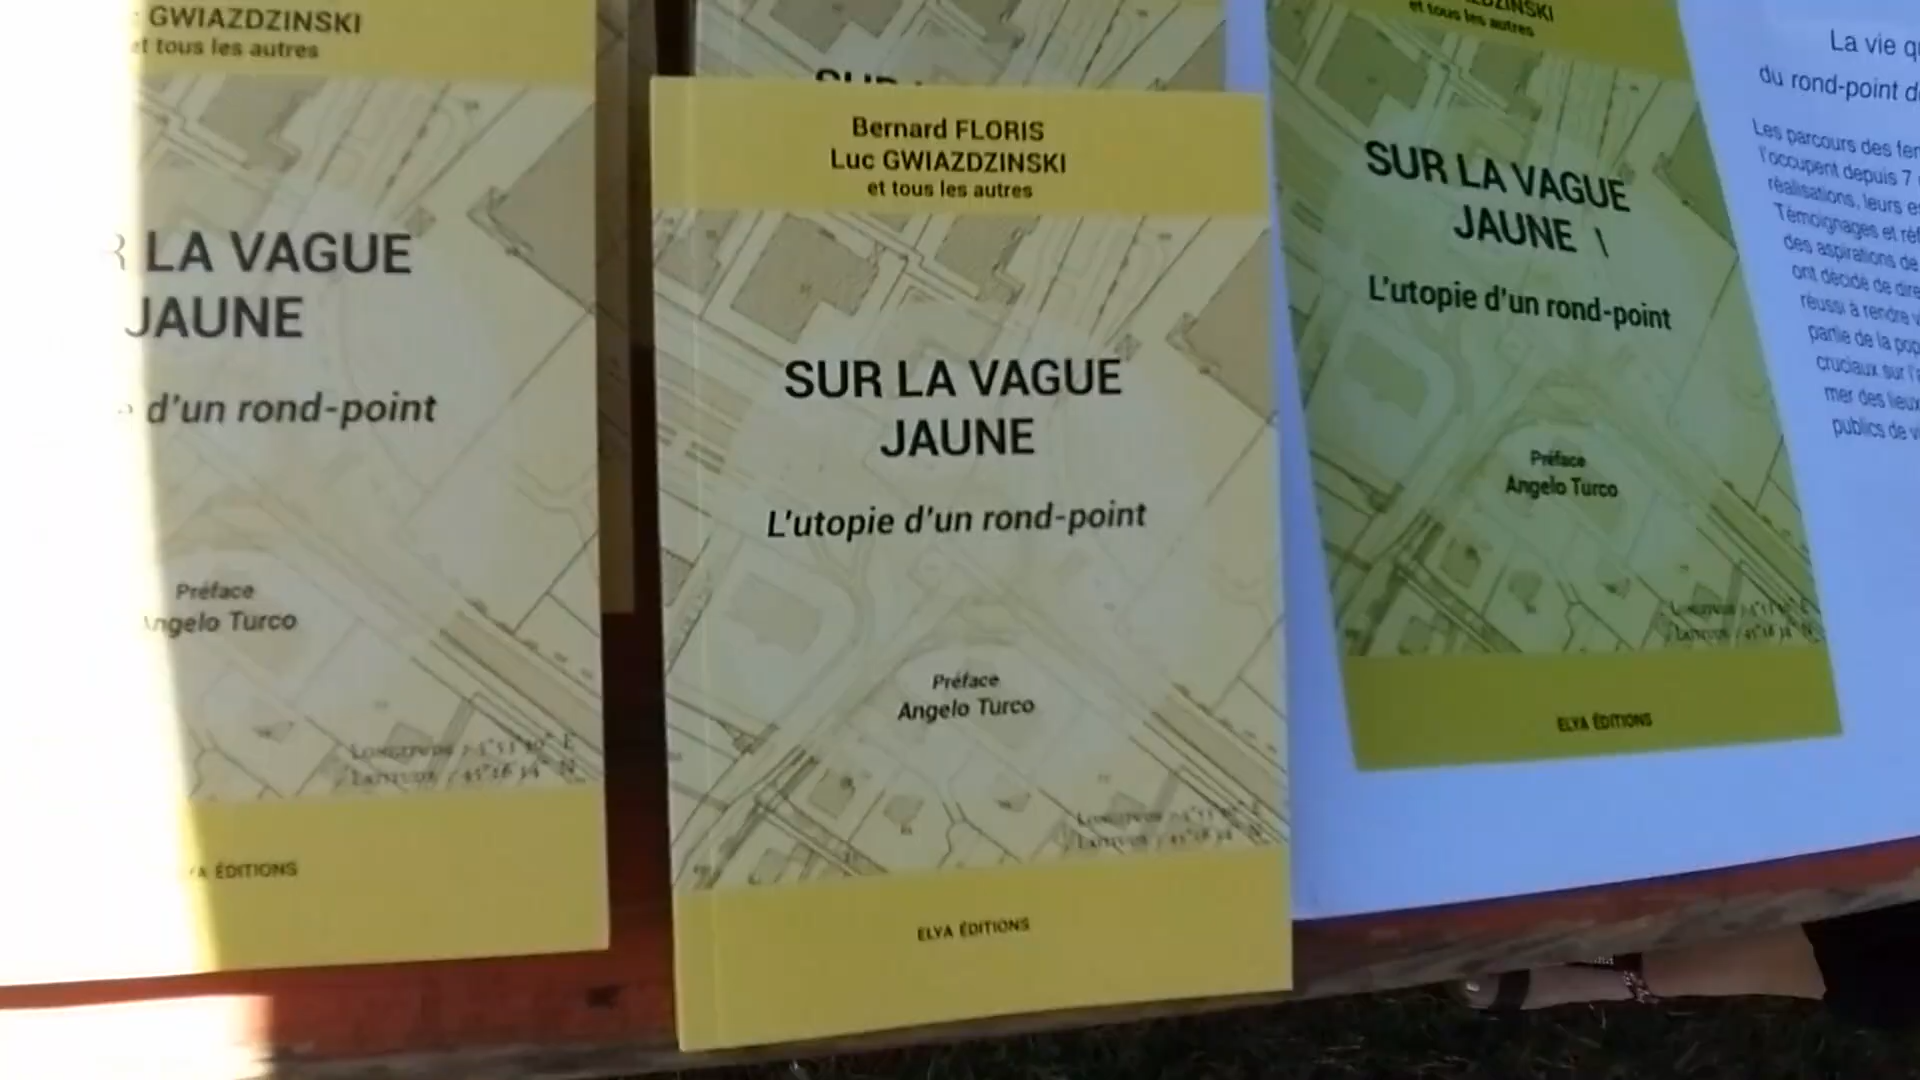 GWIAZDZINSKI
et tous les autres
LA VAGUE
JAUNE
d'un rond-point
Préface
Angelo Turco
ÉDITIONS
SUR
Bernard FLORIS
Luc GWIAZDZINSKI
et tous les autres
SUR LA VAGUE
JAUNE
L'utopie d'un rond-point
Préface
Angelo Turco
ELYA ÉDITIONS
et tous les autres
SUR LA VAGUE
JAUNE
L'utopie d'un rond-point
Préface
Angelo Turco
ELYA ÉDITIONS
La vie
du rond-point
Les parcours des
l'occupent depuis 7
réalisations, leurs
Témoignages et
des aspirations de
ont décidé de dire
réussi à rendre
partie de la
cruciaux sur
mer des lieux
publics de